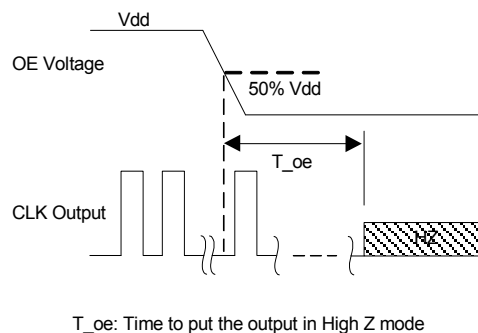 Vdd
OE Voltage
50% Vdd
T_oe
CLK Output
HZ
T_oe: Time to put the output in High Z mode